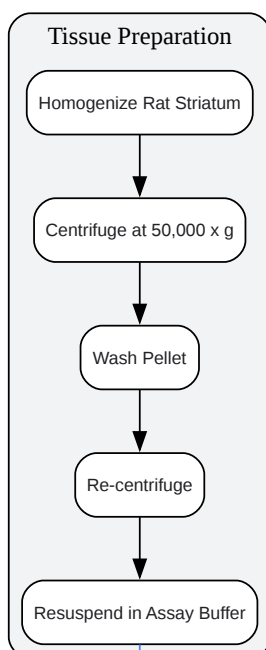 Tissue Preparation
Homogenize Rat Striatum
Centrifuge at 50,000 x g
Wash Pellet
Re-centrifuge
Resuspend in Assay Buffer